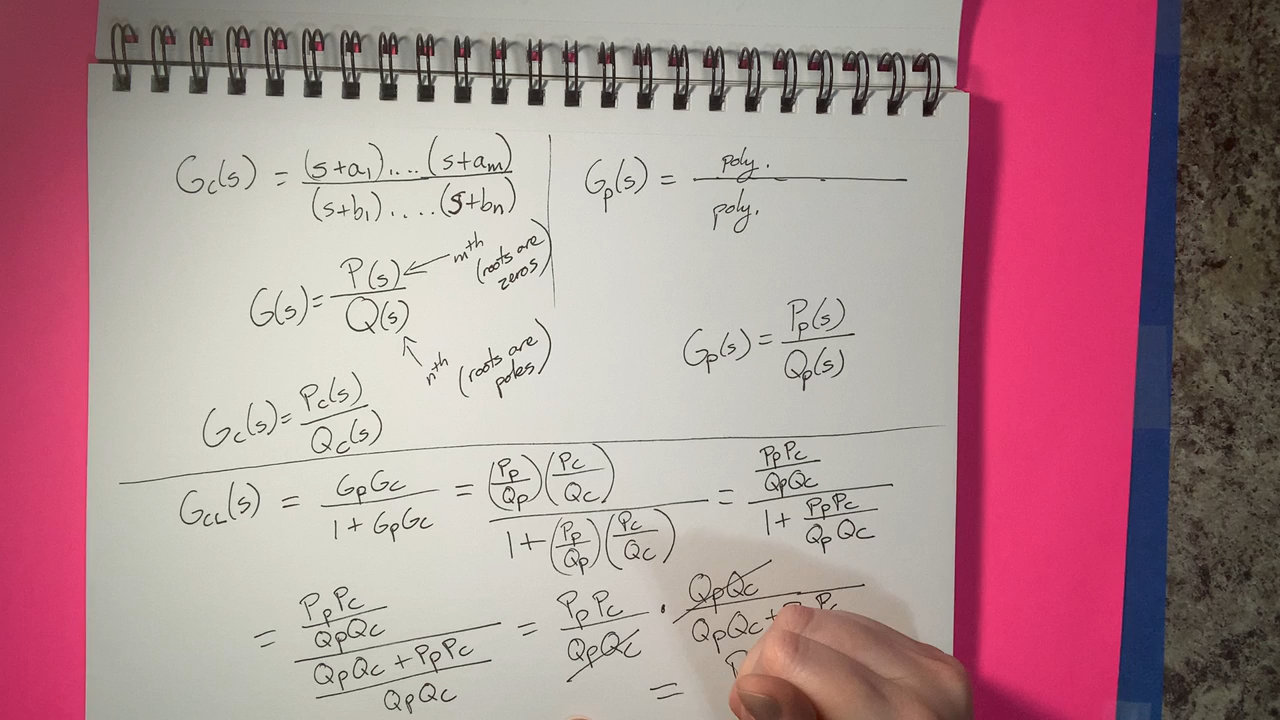 Gc(s) = (s+a1)....(s+am) / (s+b1)....(s+bn)
Gp(s) = poly. / poly.
G(s) = P(s) / Q(s)
mth (roots are zeros)
nth (roots are poles)
Gp(s) = Pp(s) / Qp(s)
Gc(s) = Pc(s) / Qc(s)
GCL(s) = GpGc / 1 + GpGc = (Pp/Qp)(Pc/Qc) / 1+(Pp/Qp)(Pc/Qc) = PpPc/QpQc / 1 + PpPc/QpQc
= PpPc/QpQc / QpQc + PpPc/QpQc = PpPc/QpQc · QpQc / QpQc+ Pc
=